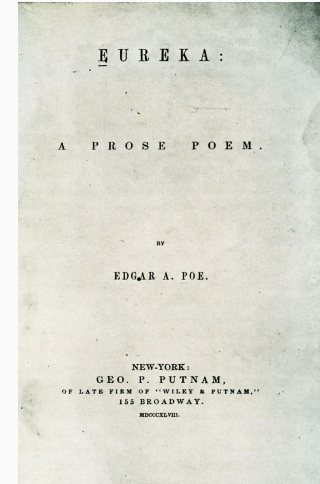 EUREKA:
A PROSE POEM.
BY
EDGAR A. POE.
NEW-YORK:
GEO. P. PUTNAM,
OF LATE FIRM OF "WILEY & PUTNAM,"
155 BROADWAY.
MDCCCXLVIII.